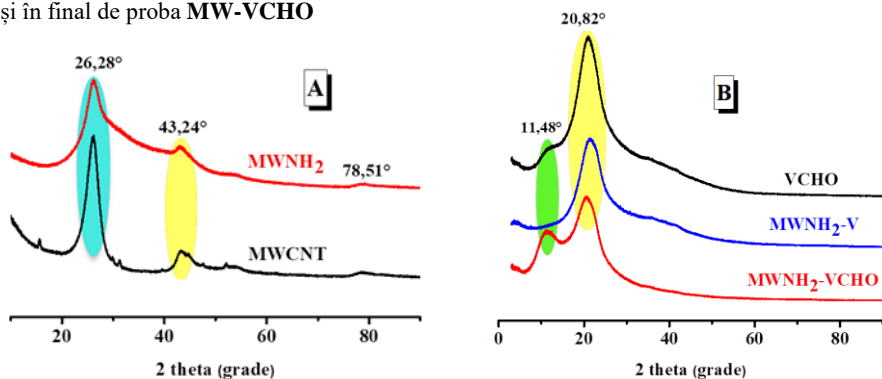 și în final de proba MW-VCHO
26,28°
A
43,24°
MWNH2
78,51°
MWCNT
20 40 60 80
2 theta (grade)
20,82°
B
11,48°
VCHO
MWNH2-V
MWNH2-VCHO
0 20 40 60 80
2 theta (grade)